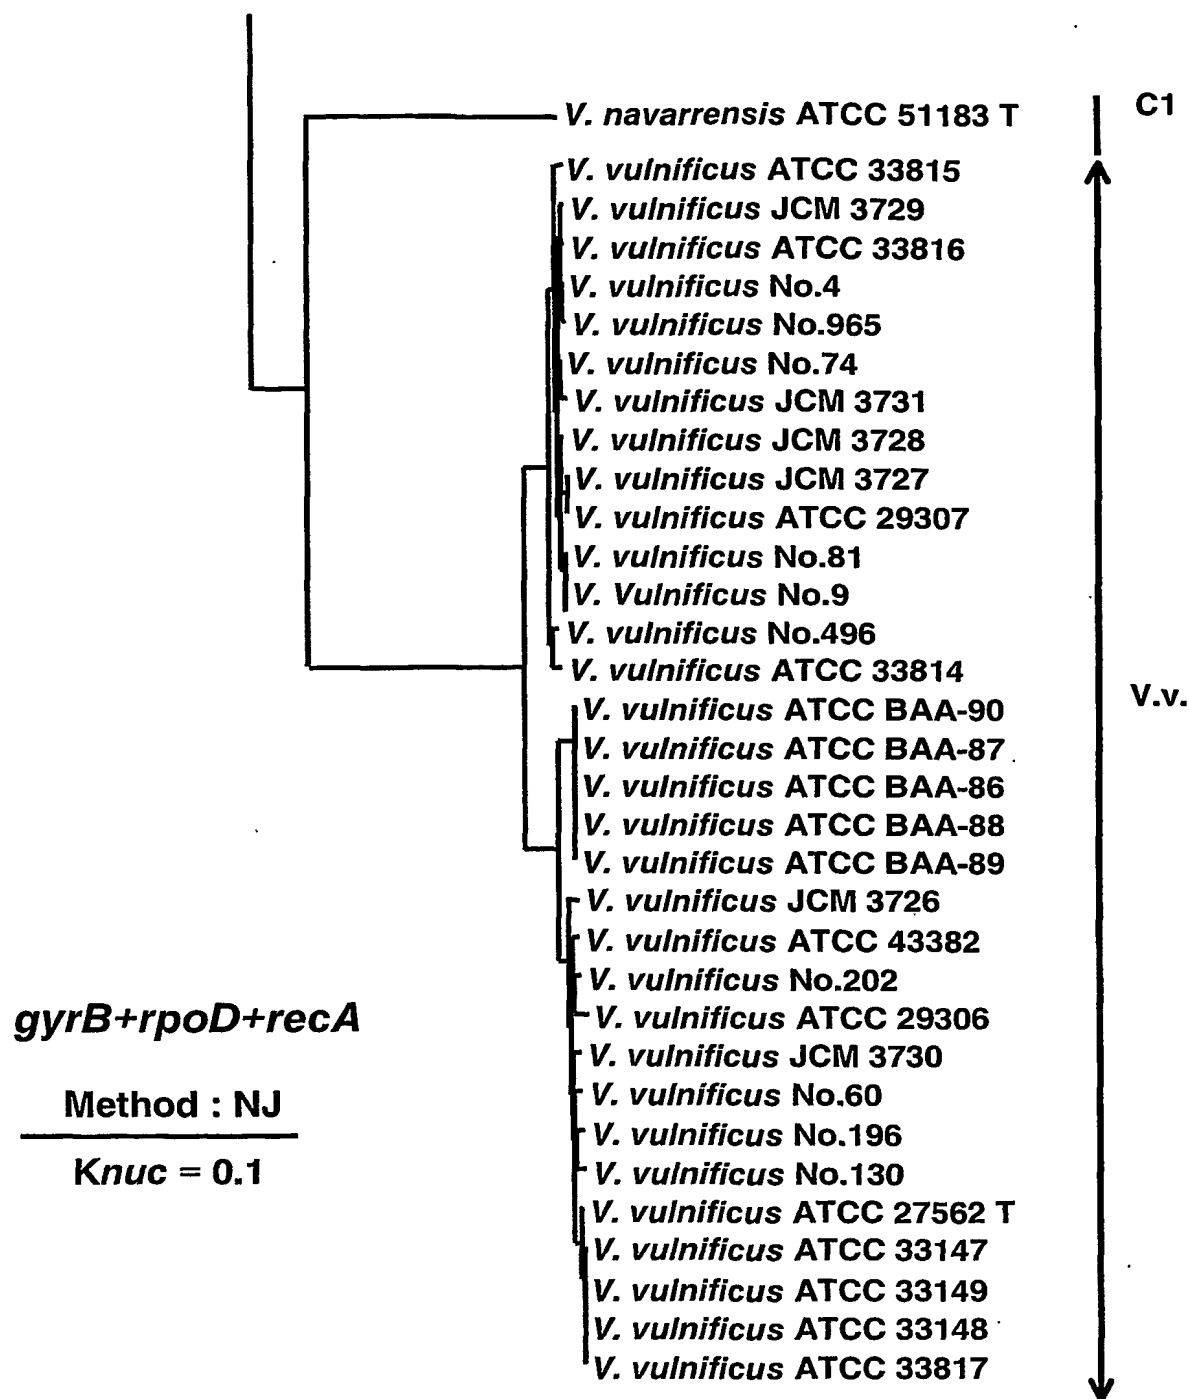 V. navarrensis ATCC 51183 T
C1
V. vulnificus ATCC 33815
V. vulnificus JCM 3729
V. vulnificus ATCC 33816
V. vulnificus No.4
V. vulnificus No.965
V. vulnificus No.74
V. vulnificus JCM 3731
V. vulnificus JCM 3728
V. vulnificus JCM 3727
V. vulnificus ATCC 29307
V. vulnificus No.81
V. Vulnificus No.9
V. vulnificus No.496
V. vulnificus ATCC 33814
V.v.
V. vulnificus ATCC BAA-90
V. vulnificus ATCC BAA-87
V. vulnificus ATCC BAA-86
V. vulnificus ATCC BAA-88
V. vulnificus ATCC BAA-89
V. vulnificus JCM 3726
V. vulnificus ATCC 43382
V. vulnificus No.202
V. vulnificus ATCC 29306
V. vulnificus JCM 3730
V. vulnificus No.60
V. vulnificus No.196
V. vulnificus No.130
V. vulnificus ATCC 27562 T
V. vulnificus ATCC 33147
V. vulnificus ATCC 33149
V. vulnificus ATCC 33148
V. vulnificus ATCC 33817
gyrB+rpoD+recA
Method : NJ
Knuc = 0.1